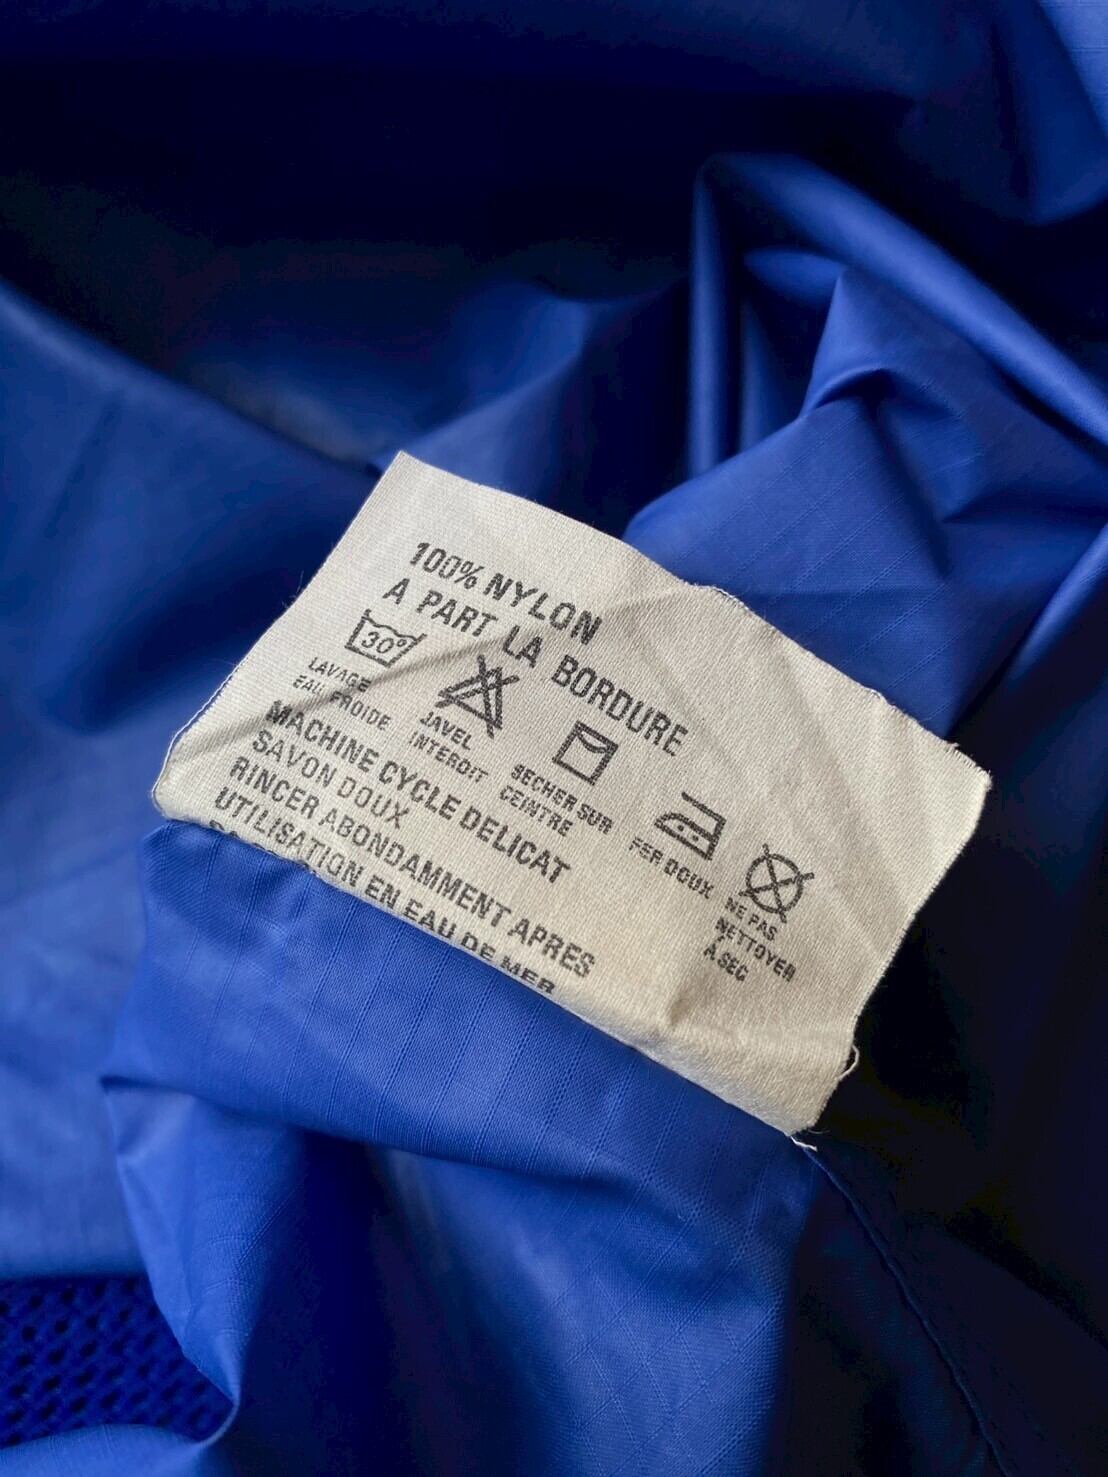 100% NYLON
A PART LA BORDURE
30°
LAVAGE
EAU FROIDE
JAVEL
INTERDIT
SECHER SUR
CEINTRE
FER DOUX
NE PAS
NETTOYER
À SEC
MACHINE CYCLE DELICAT
SAVON DOUX
RINCER ABONDAMMENT APRES
UTILISATION EN EAU DE MER